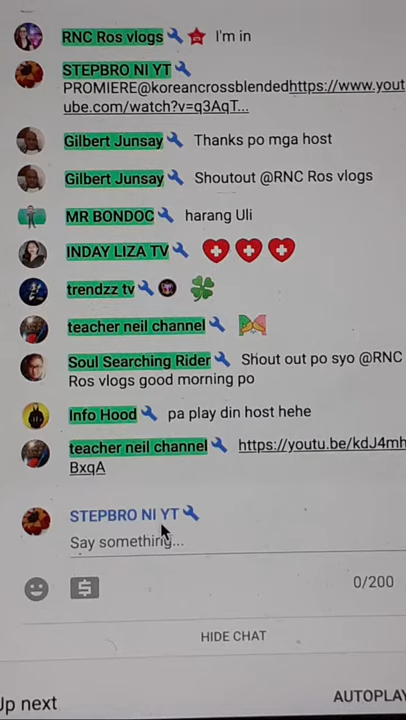 RNC Ros vlogs I'm in
STEPBRO NI YT
PROMIERE@koreancrossblendedhttps://www.yout
ube.com/watch?v=q3AqT...
Gilbert Junsay Thanks po mga host
Gilbert Junsay Shoutout @RNC Ros vlogs
MR BONDOC harang Uli
INDAY LIZA TV
trendzz tv
teacher neil channel
Soul Searching Rider Shout out po syo @RNC
Ros vlogs good morning po
Info Hood pa play din host hehe
teacher neil channel https://youtu.be/kdJ4mh
BxqA
STEPBRO NI YT
Say something...
0/200
HIDE CHAT
Up next AUTOPLAY